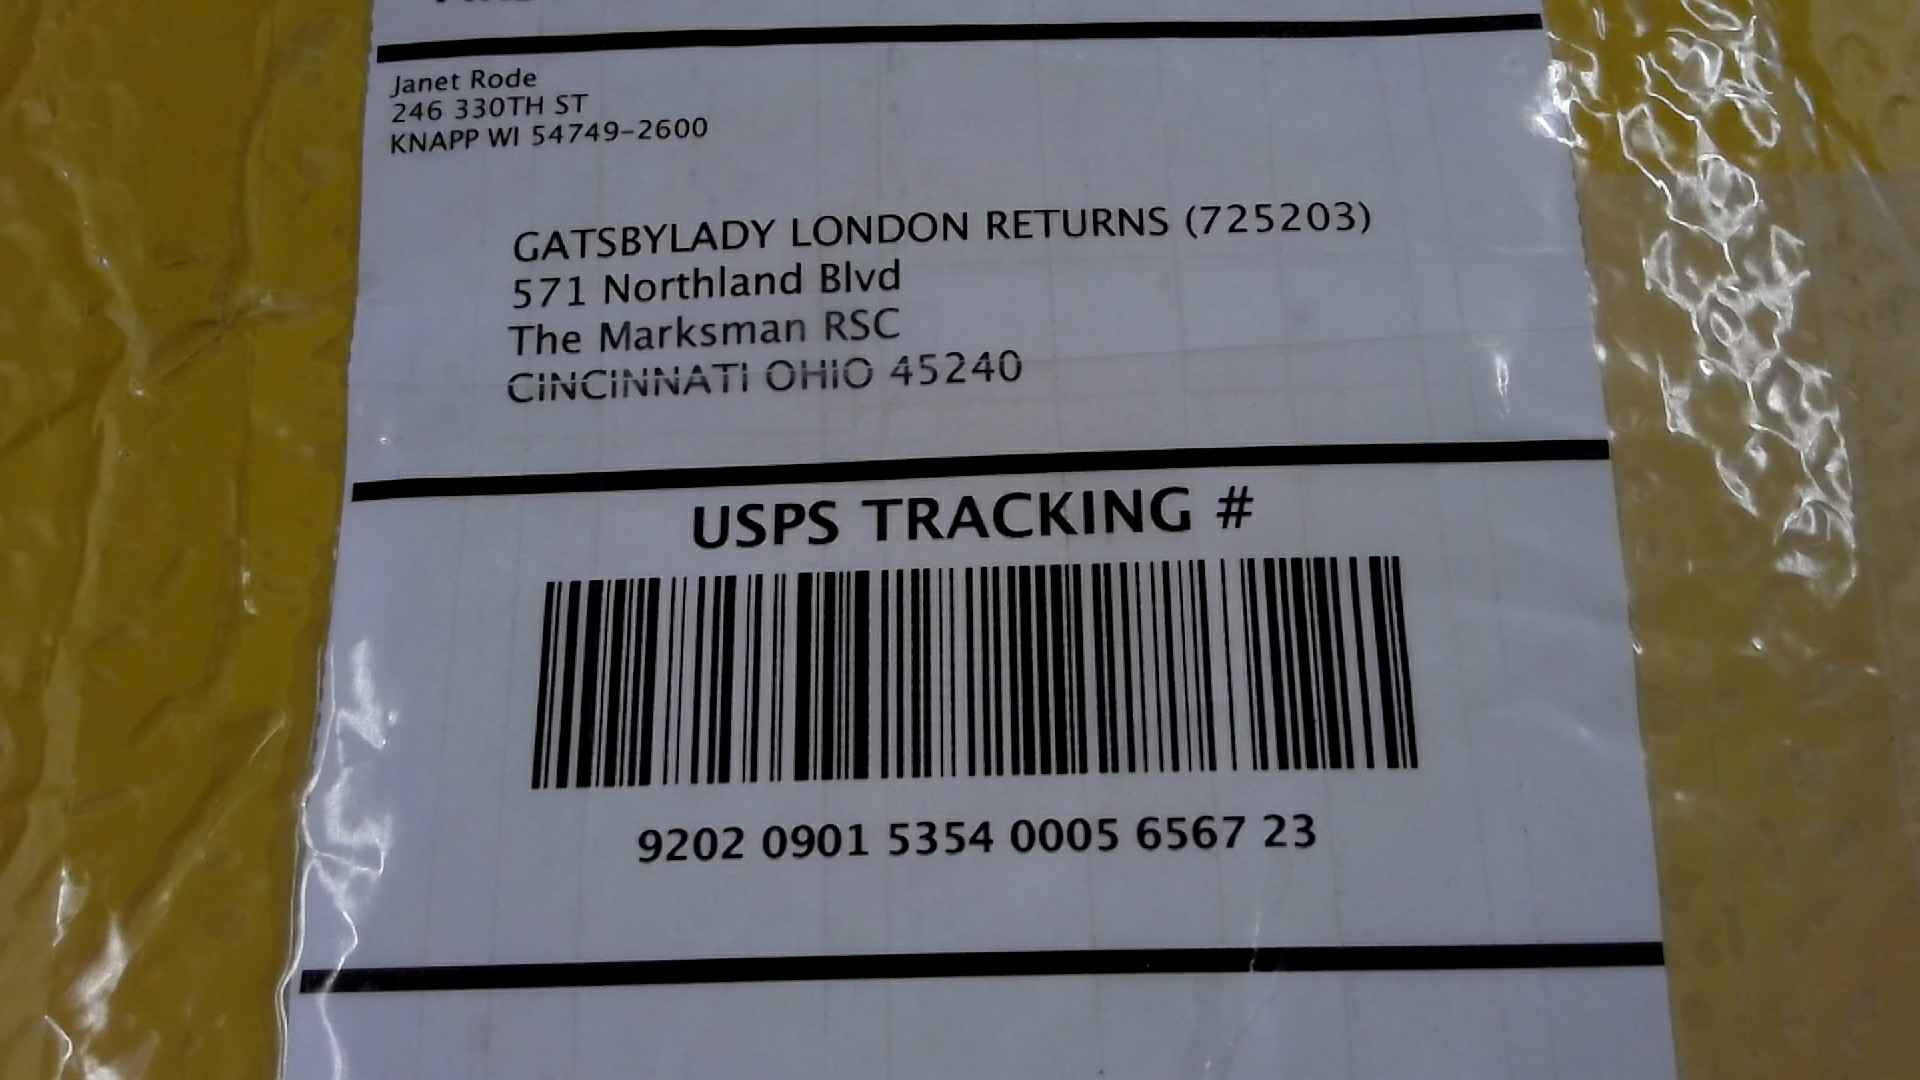 Janet Rode
246 330TH ST
KNAPP WI 54749-2600
GATSBYLADY LONDON RETURNS (725203)
571 Northland Blvd
The Marksman RSC
CINCINNATI OHIO 45240
USPS TRACKING #
9202 0901 5354 0005 6567 23